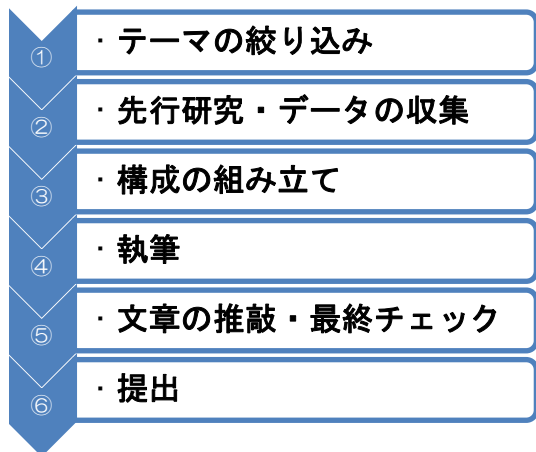 ① ・テーマの絞り込み
② ・先行研究・データの収集
③ ・構成の組み立て
④ ・執筆
⑤ ・文章の推敲・最終チェック
⑥ ・提出